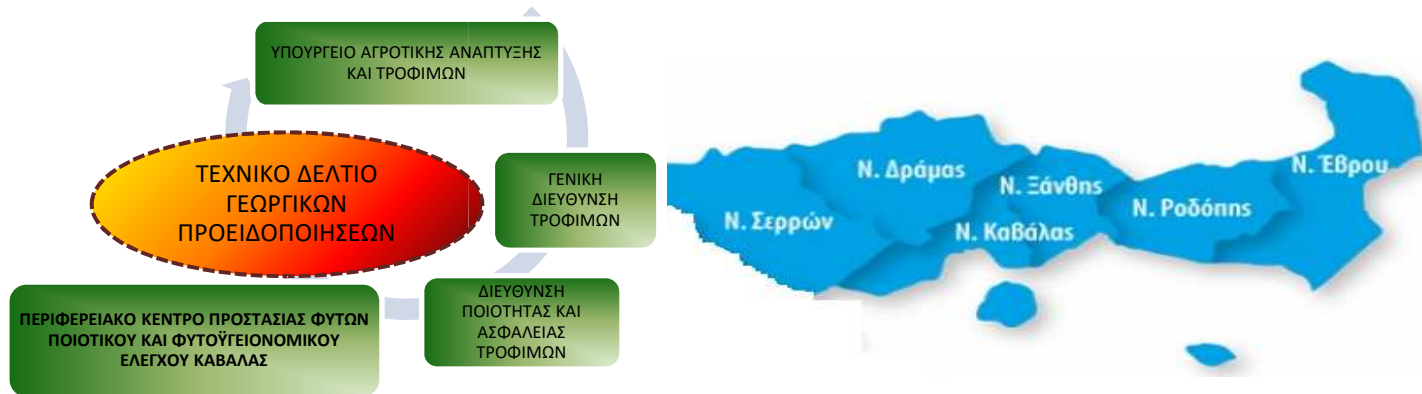 ΥΠΟΥΡΓΕΙΟ ΑΓΡΟΤΙΚΗΣ ΑΝΑΠΤΥΞΗΣ
ΚΑΙ ΤΡΟΦΙΜΩΝ
ΤΕΧΝΙΚΟ ΔΕΛΤΙΟ
ΓΕΩΡΓΙΚΩΝ
ΠΡΟΕΙΔΟΠΟΙΗΣΕΩΝ
ΓΕΝΙΚΗ
ΔΙΕΥΘΥΝΣΗ
ΤΡΟΦΙΜΩΝ
ΔΙΕΥΘΥΝΣΗ
ΠΟΙΟΤΗΤΑΣ ΚΑΙ
ΑΣΦΑΛΕΙΑΣ
ΤΡΟΦΙΜΩΝ
ΠΕΡΙΦΕΡΕΙΑΚΟ ΚΕΝΤΡΟ ΠΡΟΣΤΑΣΙΑΣ ΦΥΤΩΝ
ΠΟΙΟΤΙΚΟΥ ΚΑΙ ΦΥΤΟΫΓΕΙΟΝΟΜΙΚΟΥ
ΕΛΕΓΧΟΥ ΚΑΒΑΛΑΣ
Ν. Έβρου
Ν. Δράμας
Ν. Ξάνθης
Ν. Ροδόπης
Ν. Σερρών
Ν. Καβάλας